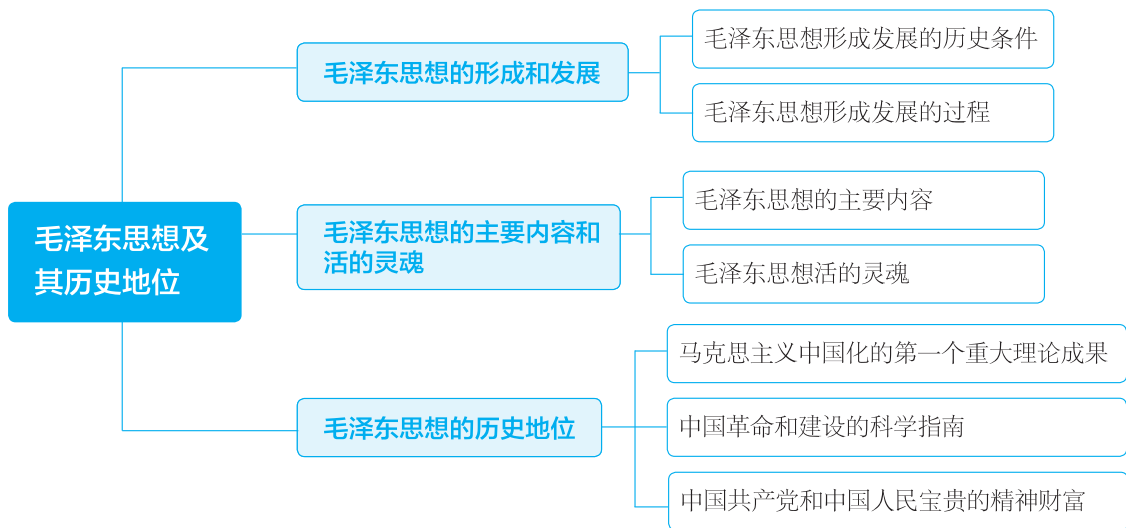 毛泽东思想及
其历史地位
毛泽东思想的形成和发展
毛泽东思想形成发展的历史条件
毛泽东思想形成发展的过程
毛泽东思想的主要内容和
活的灵魂
毛泽东思想的主要内容
毛泽东思想活的灵魂
毛泽东思想的历史地位
马克思主义中国化的第一个重大理论成果
中国革命和建设的科学指南
中国共产党和中国人民宝贵的精神财富